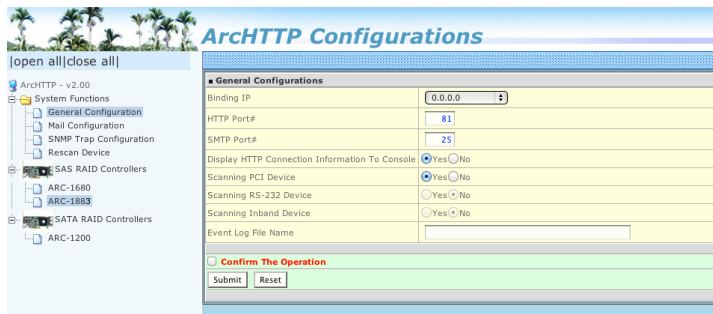 ArcHTTP Configurations
|open all|close all|
ArcHTTP - v2.00
System Functions
General Configuration
Mail Configuration
SNMP Trap Configuration
Rescan Device
SAS RAID Controllers
ARC-1680
ARC-1883
SATA RAID Controllers
ARC-1200
General Configurations
Binding IP 0.0.0.0
HTTP Port# 81
SMTP Port# 25
Display HTTP Connection Information To Console Yes No
Scanning PCI Device Yes No
Scanning RS-232 Device Yes No
Scanning Inband Device Yes No
Event Log File Name
Confirm The Operation
Submit Reset